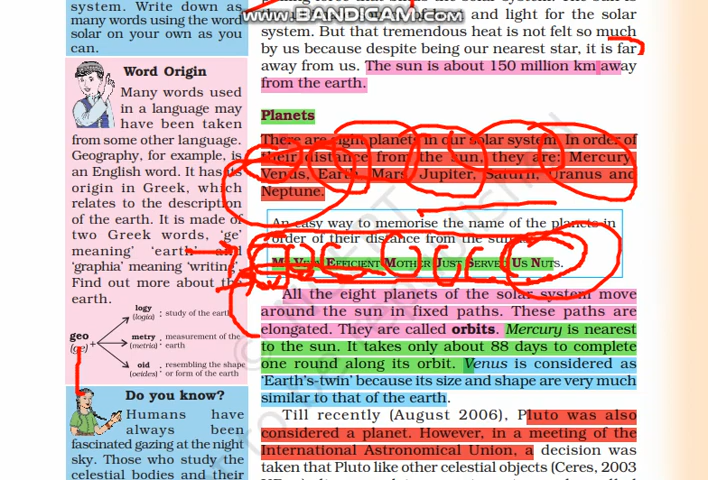 system. Write down as
many words using the word
solar on your own as you
can.
Word Origin
Many words used
in a language may
have been taken
from some other language.
Geography, for example, is
an English word. It has its
origin in Greek, which
relates to the description
of the earth. It is made of
two Greek words, ‘ge’
meaning ‘earth’ and
‘graphia’ meaning ‘writing’.
Find out more about the
earth.
geo
(ge)
+
logy
(logia)
: study of the earth
metry
(metria)
: measurement of the
earth
oid
(oeides)
: resembling the shape
or form of the earth
Do you know?
Humans have
always been
fascinated gazing at the night
sky. Those who study the
celestial bodies and their
www.BANDICAM.COM
and light for the solar
system. But that tremendous heat is not felt so much
by us because despite being our nearest star, it is far
away from us. The sun is about 150 million km away
from the earth.
Planets
There are eight planets in our solar system. In order of
their distance from the sun, they are: Mercury,
Venus, Earth, Mars, Jupiter, Saturn, Uranus and
Neptune.
An easy way to memorise the name of the planets in
order of their distance from the sun
MY VERY EFFICIENT MOTHER JUST SERVED US NUTS.
All the eight planets of the solar system move
around the sun in fixed paths. These paths are
elongated. They are called orbits. Mercury is nearest
to the sun. It takes only about 88 days to complete
one round along its orbit. Venus is considered as
‘Earth’s-twin’ because its size and shape are very much
similar to that of the earth.
Till recently (August 2006), Pluto was also
considered a planet. However, in a meeting of the
International Astronomical Union, a decision was
taken that Pluto like other celestial objects (Ceres, 2003